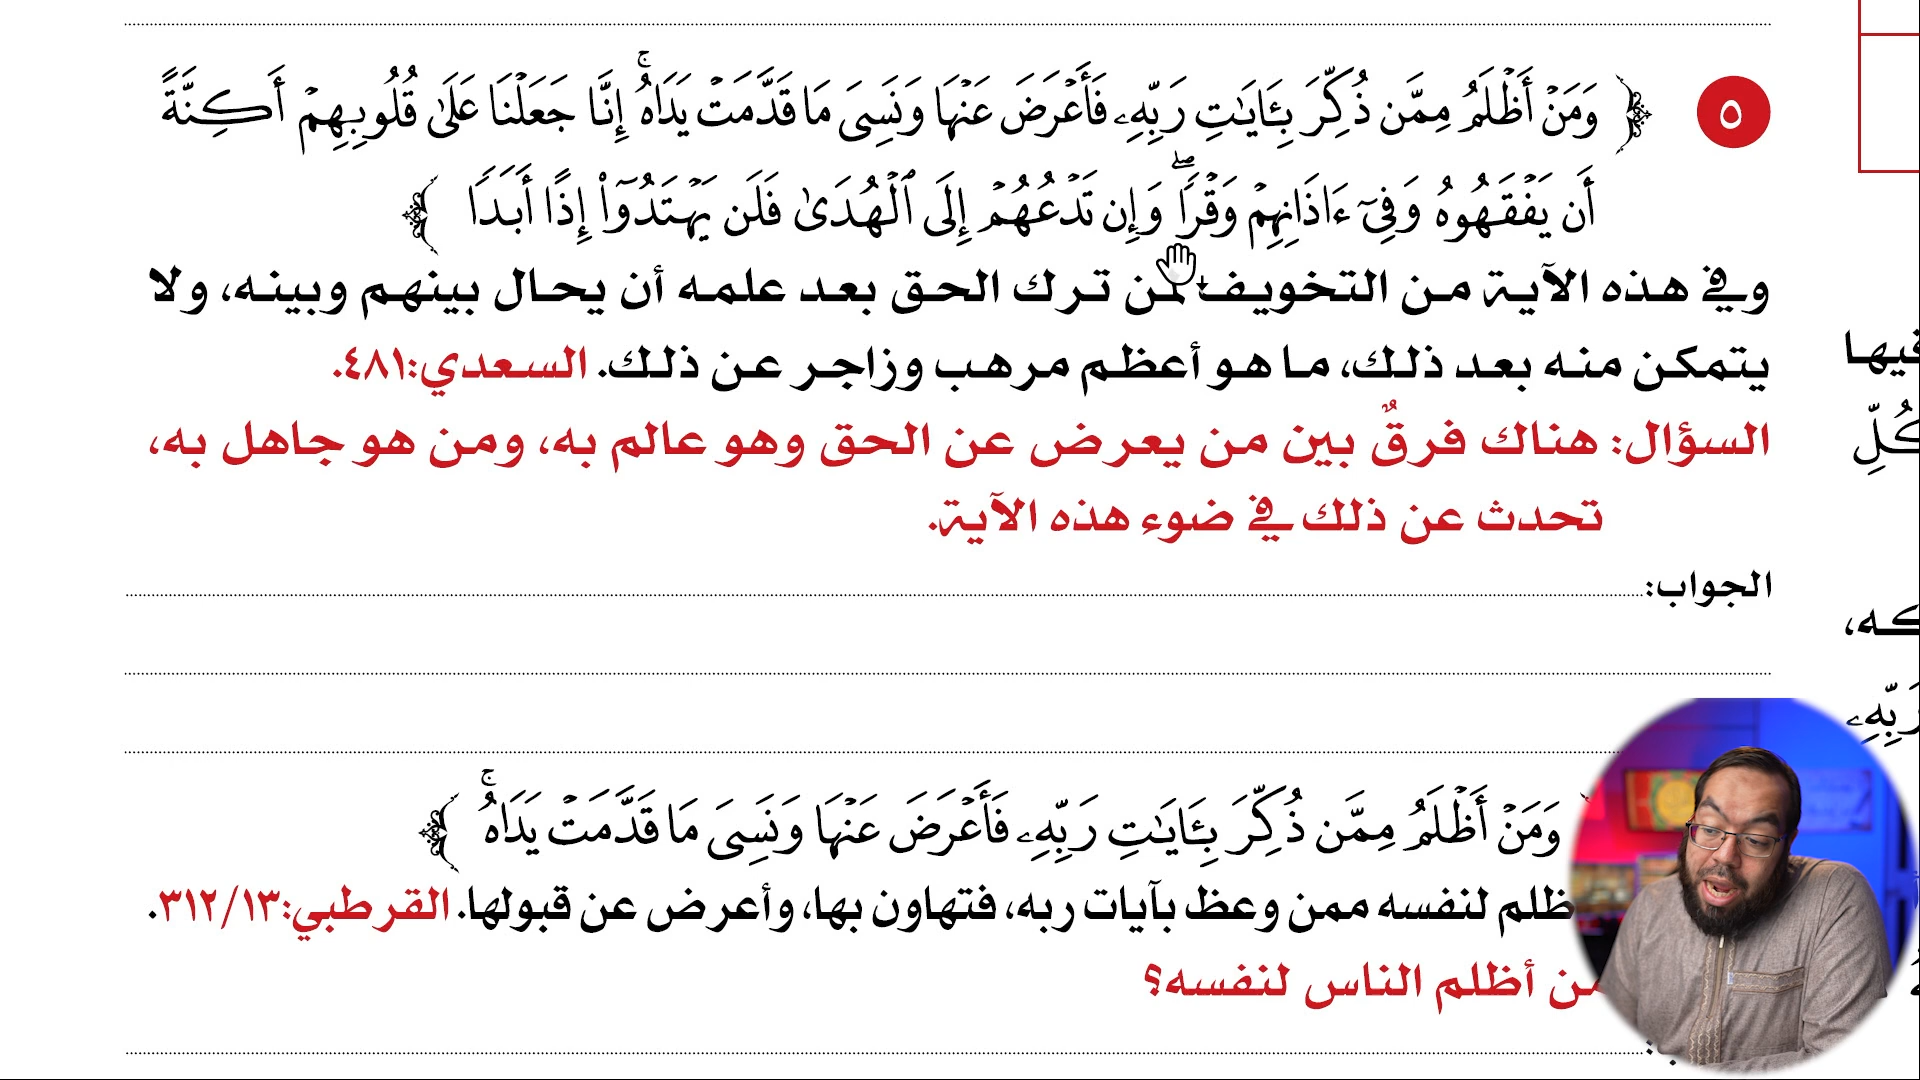 ٥ ﴿ وَمَنْ أَظْلَمُ مِمَّن ذُكِّرَ بِـَٔايَـٰتِ رَبِّهِۦ فَأَعْرَضَ عَنْهَا وَنَسِىَ مَا قَدَّمَتْ يَدَاهُ ۚ إِنَّا جَعَلْنَا عَلَىٰ قُلُوبِهِمْ أَكِنَّةً
أَن يَفْقَهُوهُ وَفِىٓ ءَاذَانِهِمْ وَقْرًا ۖ وَإِن تَدْعُهُمْ إِلَى ٱلْهُدَىٰ فَلَن يَهْتَدُوٓا۟ إِذًا أَبَدًا ﴾
وفي هذه الآية من التخويف لمن ترك الحق بعد علمه أن يحال بينهم وبينه، ولا
يتمكن منه بعد ذلك، ما هو أعظم مرهب وزاجر عن ذلك. السعدي:٤٨١.
السؤال: هناك فرقٌ بين من يعرض عن الحق وهو عالم به، ومن هو جاهل به،
تحدث عن ذلك في ضوء هذه الآية.
الجواب:
وَمَنْ أَظْلَمُ مِمَّن ذُكِّرَ بِـَٔايَـٰتِ رَبِّهِۦ فَأَعْرَضَ عَنْهَا وَنَسِىَ مَا قَدَّمَتْ يَدَاهُ ۚ ﴾
ظلم لنفسه ممن وعظ بآيات ربه، فتهاون بها، وأعرض عن قبولها. القرطبي:٣١٢/١٣.
من أظلم الناس لنفسه؟
فيها
كُلِّ
كه،
رَبِّهِۦ